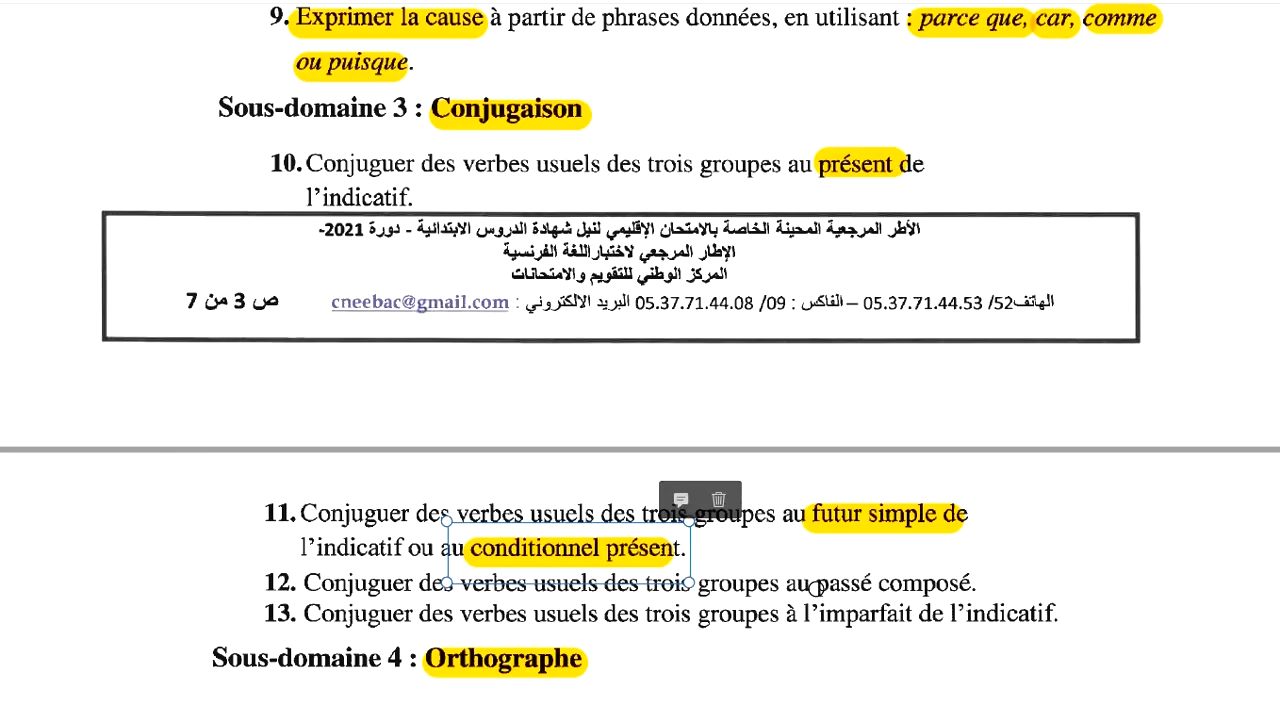 9. Exprimer la cause à partir de phrases données, en utilisant : parce que, car, comme
ou puisque.
Sous-domaine 3 : Conjugaison
10. Conjuguer des verbes usuels des trois groupes au présent de
l'indicatif.
الأطر المرجعية المحينة الخاصة بالامتحان الإقليمي لنيل شهادة الدروس الابتدائية - دورة 2021-
الإطار المرجعي لاختبار اللغة الفرنسية
المركز الوطني للتقويم والامتحانات
الهاتف52/ 05.37.71.44.53 – الفاكس : 09/ 05.37.71.44.08 البريد الالكتروني : cneebac@gmail.com ص 3 من 7
11. Conjuguer des verbes usuels des trois groupes au futur simple de
l'indicatif ou au conditionnel présent.
12. Conjuguer des verbes usuels des trois groupes au passé composé.
13. Conjuguer des verbes usuels des trois groupes à l'imparfait de l'indicatif.
Sous-domaine 4 : Orthographe